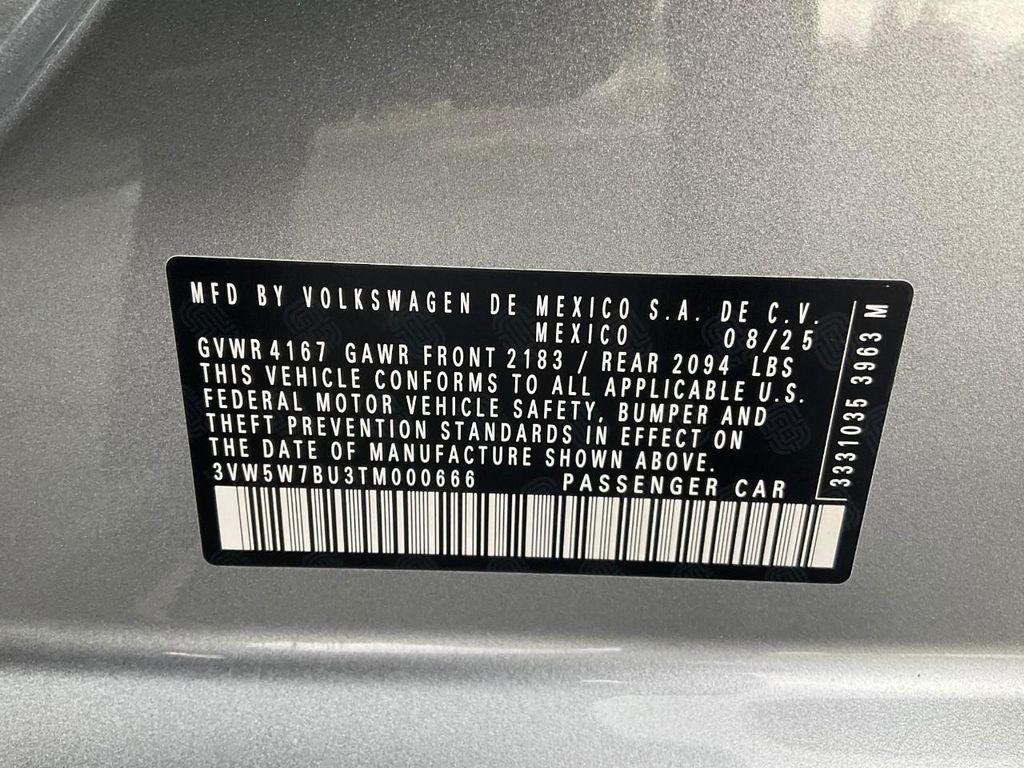 MFD BY VOLKSWAGEN DE MEXICO S.A. DE C.V.
MEXICO 08/25
GVWR 4167 GAWR FRONT 2183 / REAR 2094 LBS
THIS VEHICLE CONFORMS TO ALL APPLICABLE U.S.
FEDERAL MOTOR VEHICLE SAFETY, BUMPER AND
THEFT PREVENTION STANDARDS IN EFFECT ON
THE DATE OF MANUFACTURE SHOWN ABOVE.
3VW5W7BU3TM000666 PASSENGER CAR
3331035 3963 M